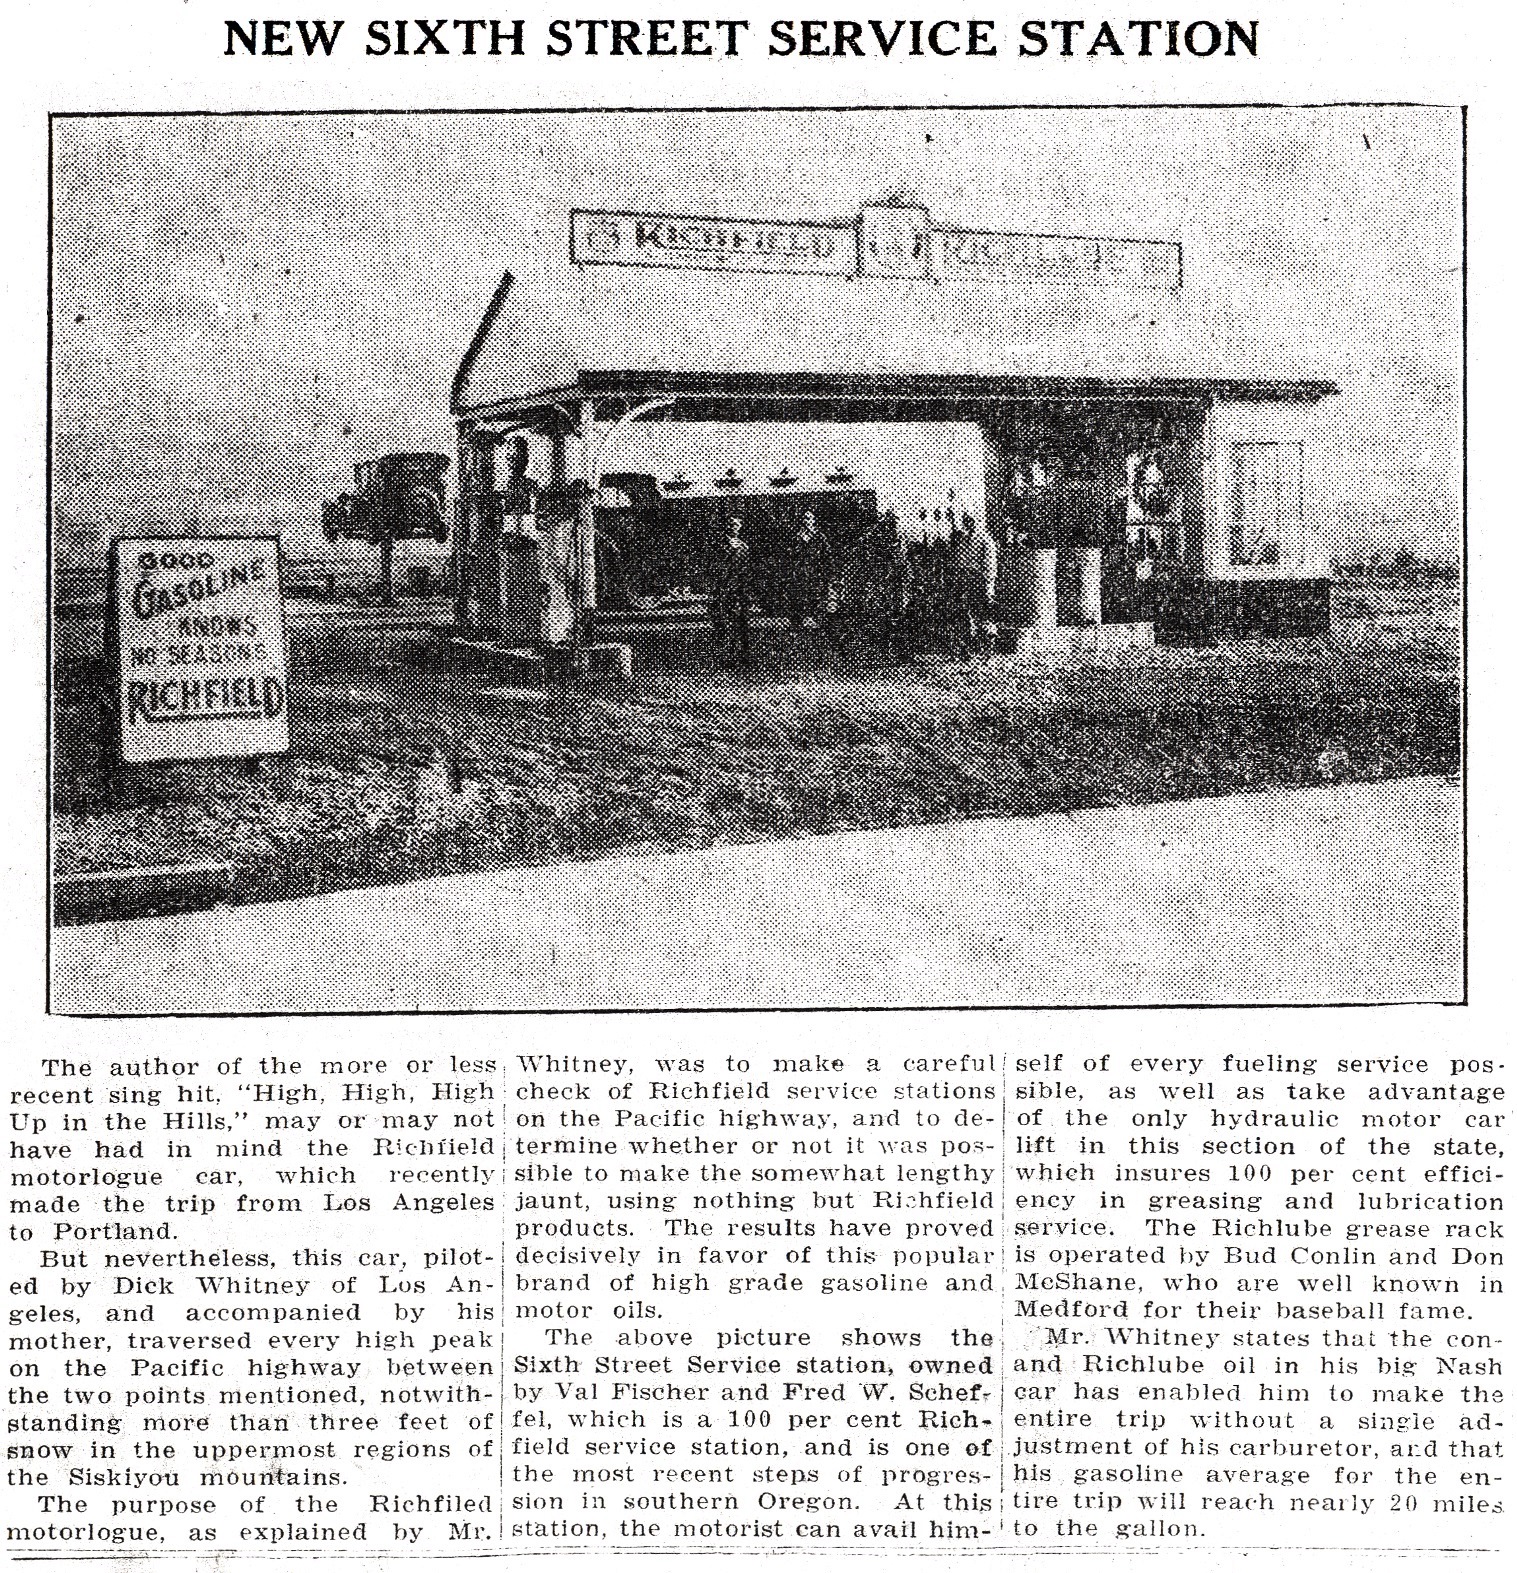 NEW SIXTH STREET SERVICE STATION
RICHFIELD
RICHLUBE
GOOD
GASOLINE
KNOWS
NO SEASONS
RICHFIELD
The author of the more or less
recent sing hit, "High, High, High
Up in the Hills," may or may not
have had in mind the Richfield
motorlogue car, which recently
made the trip from Los Angeles
to Portland.
But nevertheless, this car, pilot-
ed by Dick Whitney of Los An-
geles, and accompanied by his
mother, traversed every high peak
on the Pacific highway between
the two points mentioned, notwith-
standing more than three feet of
snow in the uppermost regions of
the Siskiyou mountains.
The purpose of the Richfiled
motorlogue, as explained by Mr.
Whitney, was to make a careful
check of Richfield service stations
on the Pacific highway, and to de-
termine whether or not it was pos-
sible to make the somewhat lengthy
jaunt, using nothing but Richfield
products. The results have proved
decisively in favor of this popular
brand of high grade gasoline and
motor oils.
The above picture shows the
Sixth Street Service station, owned
by Val Fischer and Fred W. Schef-
fel, which is a 100 per cent Rich-
field service station, and is one of
the most recent steps of progres-
sion in southern Oregon. At this
station, the motorist can avail him-
self of every fueling service pos-
sible, as well as take advantage
of the only hydraulic motor car
lift in this section of the state,
which insures 100 per cent effici-
ency in greasing and lubrication
service. The Richlube grease rack
is operated by Bud Conlin and Don
McShane, who are well known in
Medford for their baseball fame.
Mr. Whitney states that the con-
and Richlube oil in his big Nash
car has enabled him to make the
entire trip without a single ad-
justment of his carburetor, and that
his gasoline average for the en-
tire trip will reach nearly 20 miles
to the gallon.